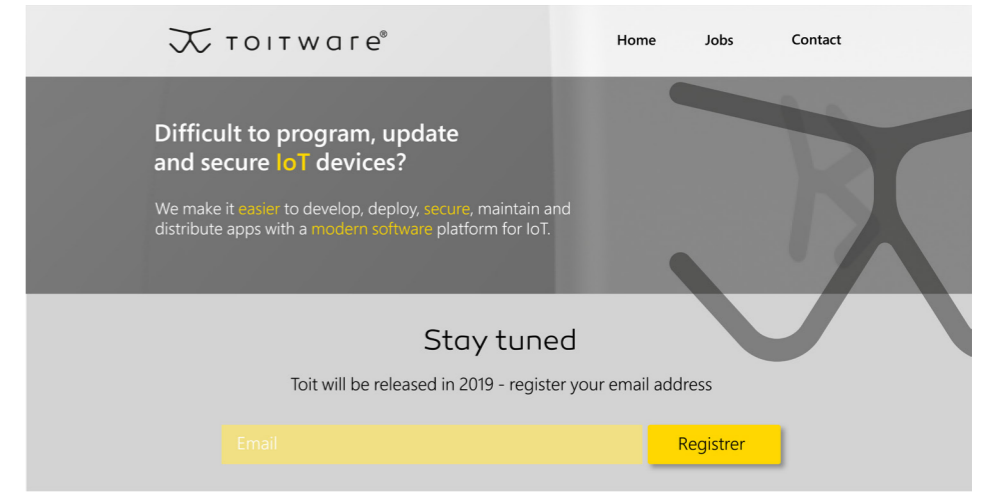 TOITWARE®
Home
Jobs
Contact
Difficult to program, update
and secure IoT devices?
We make it easier to develop, deploy, secure, maintain and
distribute apps with a modern software platform for IoT.
Stay tuned
Toit will be released in 2019 - register your email address
Email
Registrer